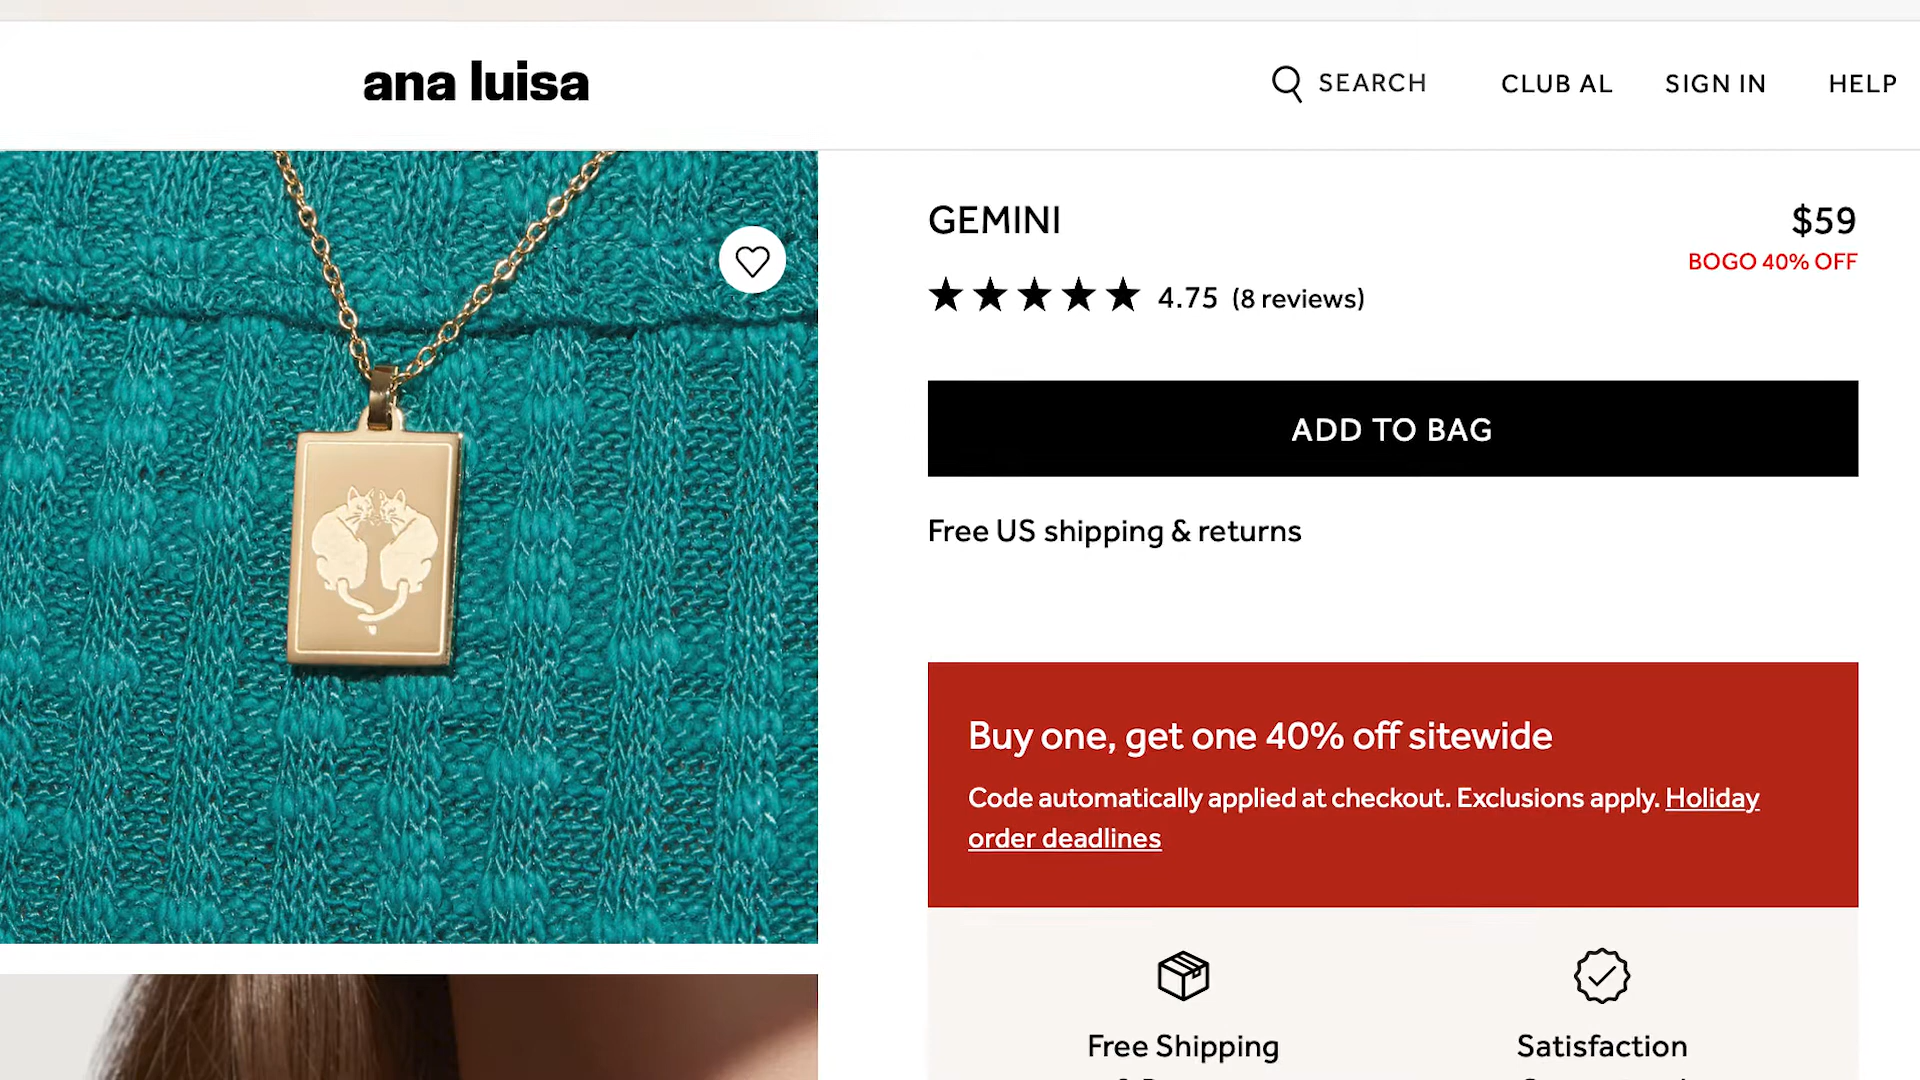 ana luisa
SEARCH
CLUB AL
SIGN IN
HELP
GEMINI
$59
BOGO 40% OFF
4.75 (8 reviews)
ADD TO BAG
Free US shipping & returns
Buy one, get one 40% off sitewide
Code automatically applied at checkout. Exclusions apply. Holiday
order deadlines
Free Shipping
Satisfaction